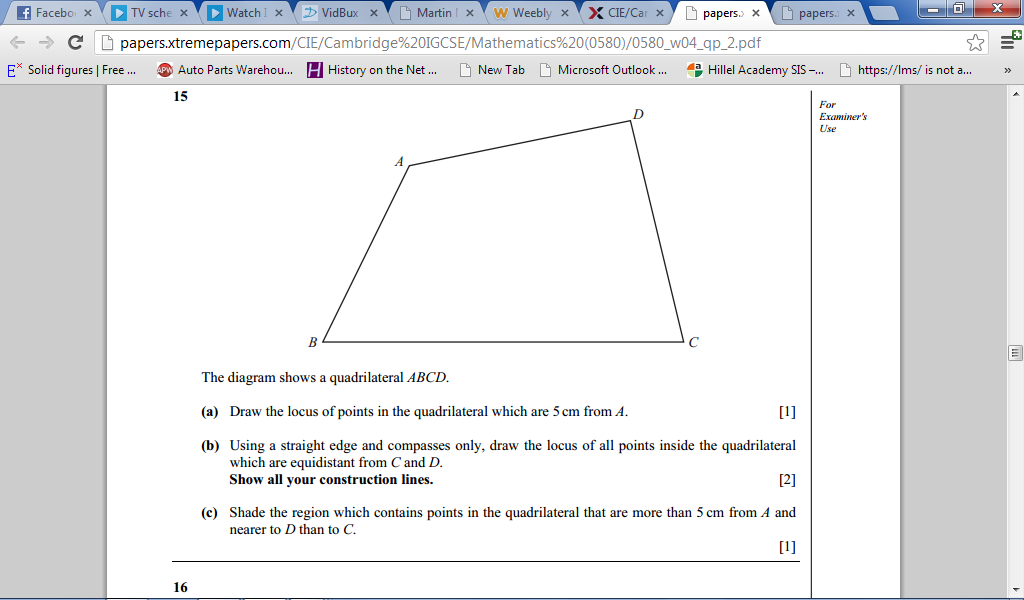 Facebo
TV sche
Watch
VidBux
Martin
Weebly
CIE/Car
papers.
papers.
papers.xtremepapers.com/CIE/Cambridge%20IGCSE/Mathematics%20(0580)/0580_w04_qp_2.pdf
Solid figures | Free ... Auto Parts Warehou... History on the Net ... New Tab Microsoft Outlook ... Hillel Academy SIS –... https://lms/ is not a... »
15
For
Examiner's
Use
D
A
B
C
The diagram shows a quadrilateral ABCD.
(a) Draw the locus of points in the quadrilateral which are 5 cm from A. [1]
(b) Using a straight edge and compasses only, draw the locus of all points inside the quadrilateral
which are equidistant from C and D.
Show all your construction lines. [2]
(c) Shade the region which contains points in the quadrilateral that are more than 5 cm from A and
nearer to D than to C.
[1]
16